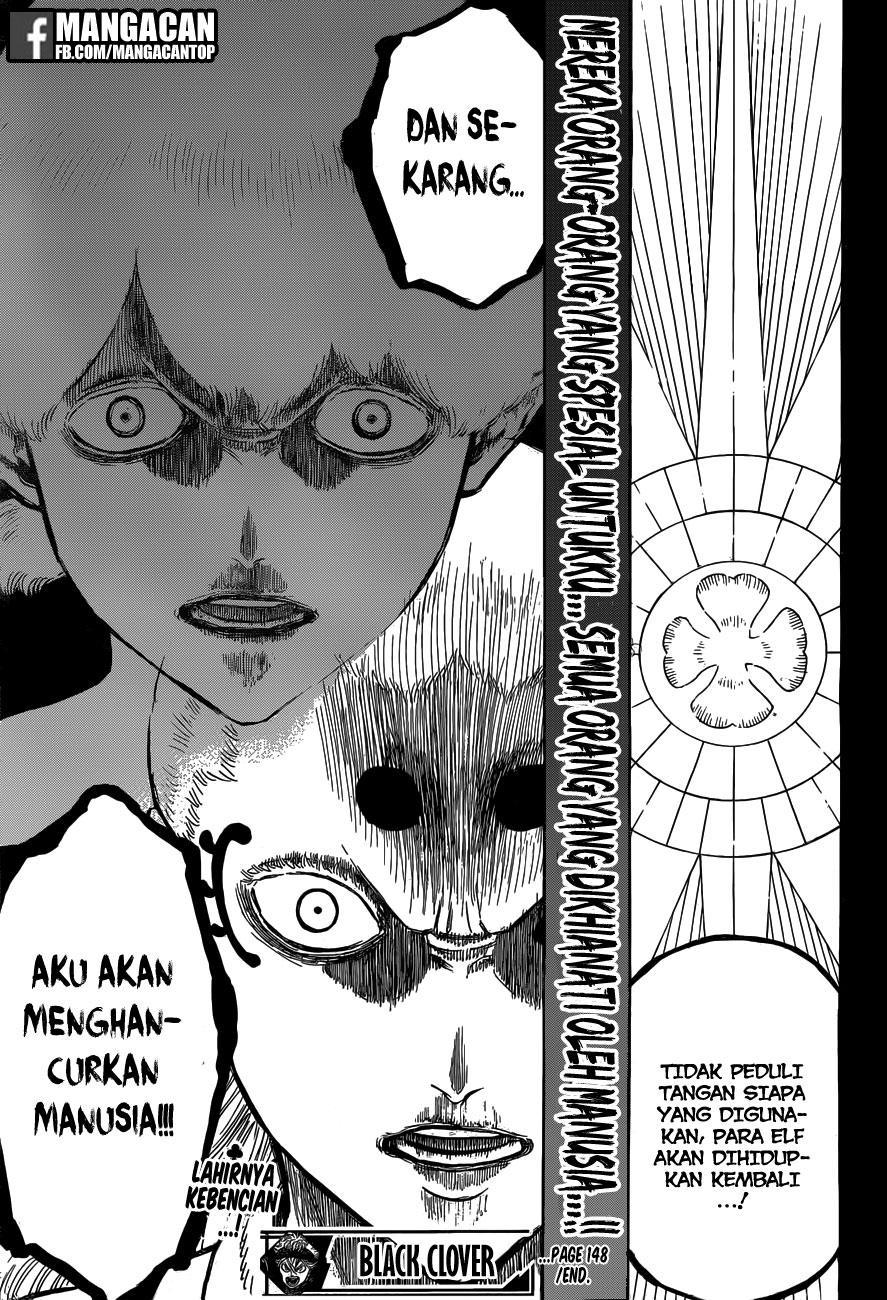 f MANGACAN
FB.COM/MANGACANTOP
TIDAK PEDULI
TANGAN SIAPA
YANG DIGUNA-
KAN, PARA ELF
AKAN DIHIDUP-
KAN KEMBALI
...!
MEREKA ORANG-ORANG YANG SPESIAL UNTUKKU... SEMUA ORANG YANG DIKHIANATI OLEH MANUSIA...!!
DAN SE-
KARANG...
AKU AKAN
MENGHAN-
CURKAN
MANUSIA!!!
LAHIRNYA
KEBENCIAN
....!
BLACK CLOVER
...PAGE 148
/END.